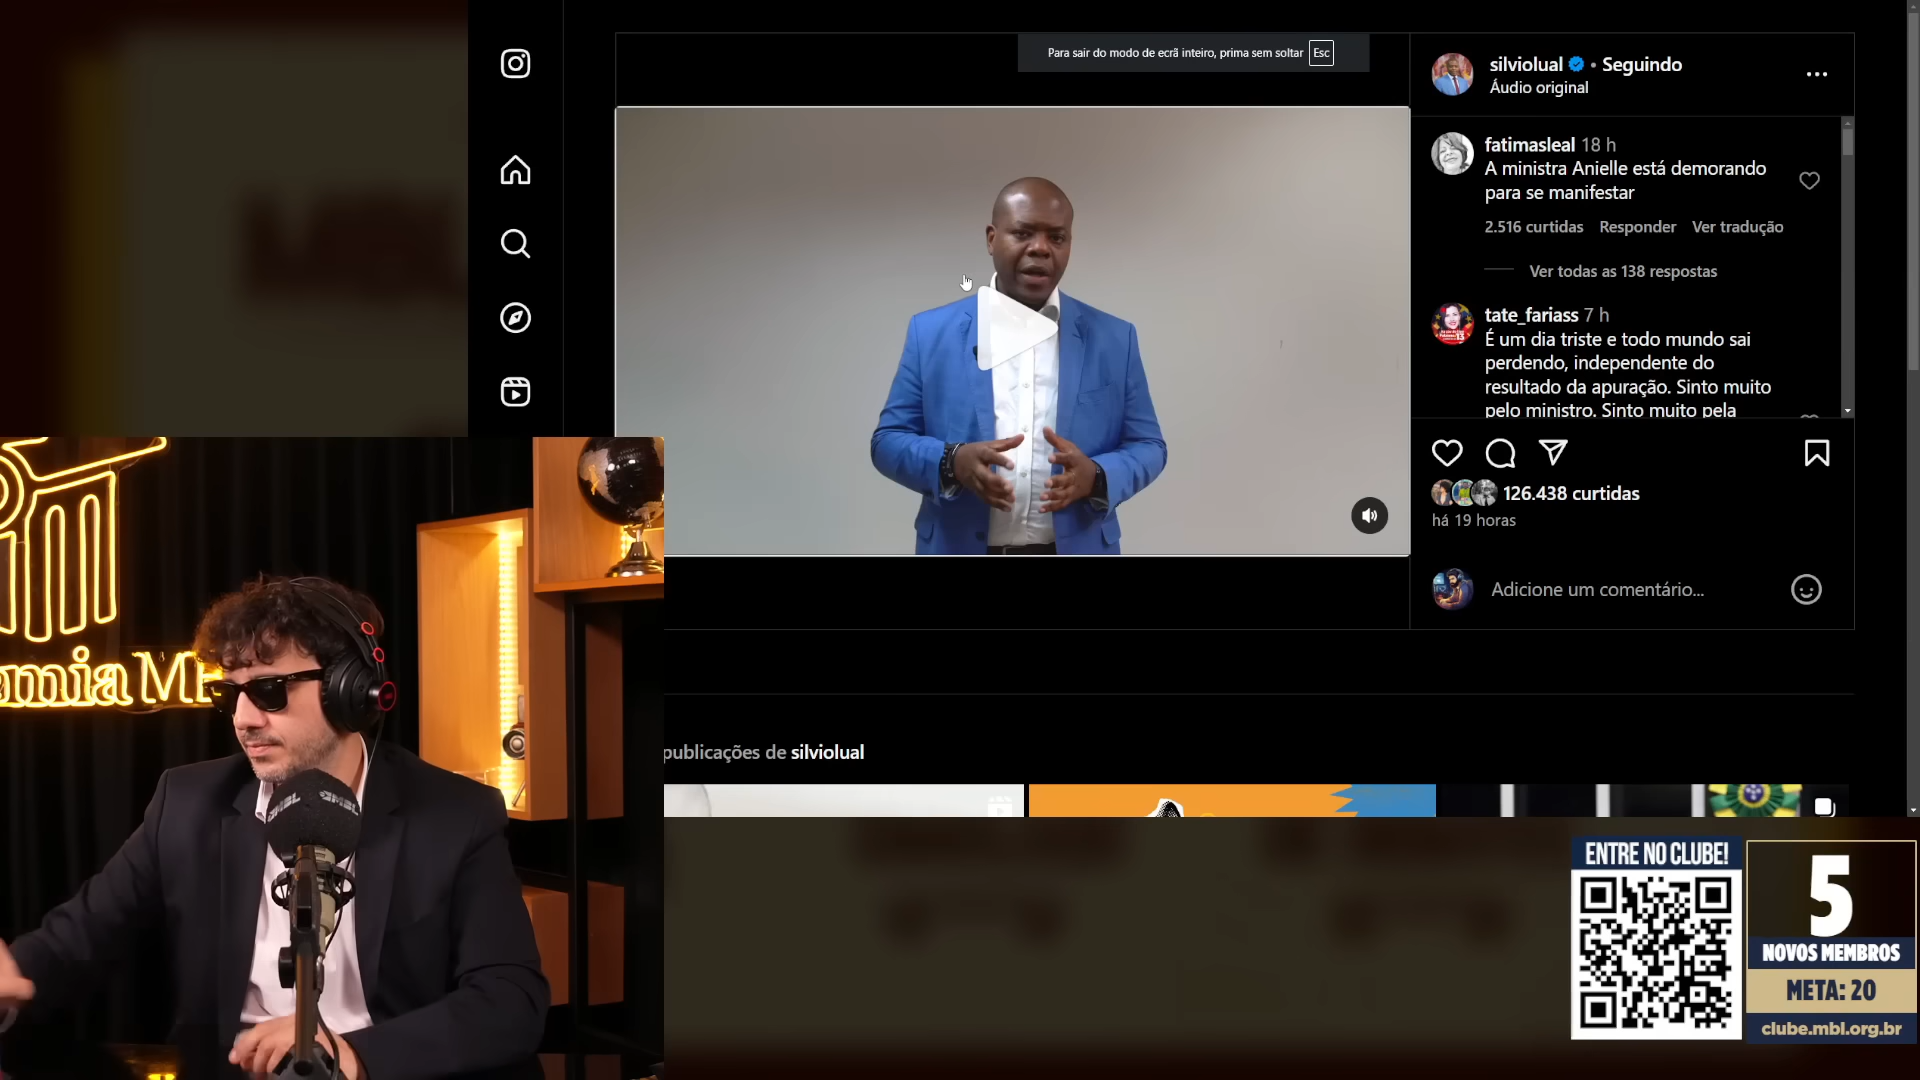 Para sair do modo de ecrã inteiro, prima sem soltar Esc
silviolual • Seguindo
Áudio original
fatimasleal 18 h
A ministra Anielle está demorando
para se manifestar
2.516 curtidas Responder Ver tradução
Ver todas as 138 respostas
tate_fariass 7 h
É um dia triste e todo mundo sai
perdendo, independente do
resultado da apuração. Sinto muito
pelo ministro. Sinto muito pela
126.438 curtidas
há 19 horas
Adicione um comentário...
publicações de silviolual
MBL
ENTRE NO CLUBE!
5
NOVOS MEMBROS
META: 20
clube.mbl.org.br